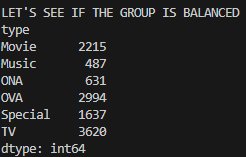 LET'S SEE IF THE GROUP IS BALANCED
type
Movie 2215
Music 487
ONA 631
OVA 2994
Special 1637
TV 3620
dtype: int64